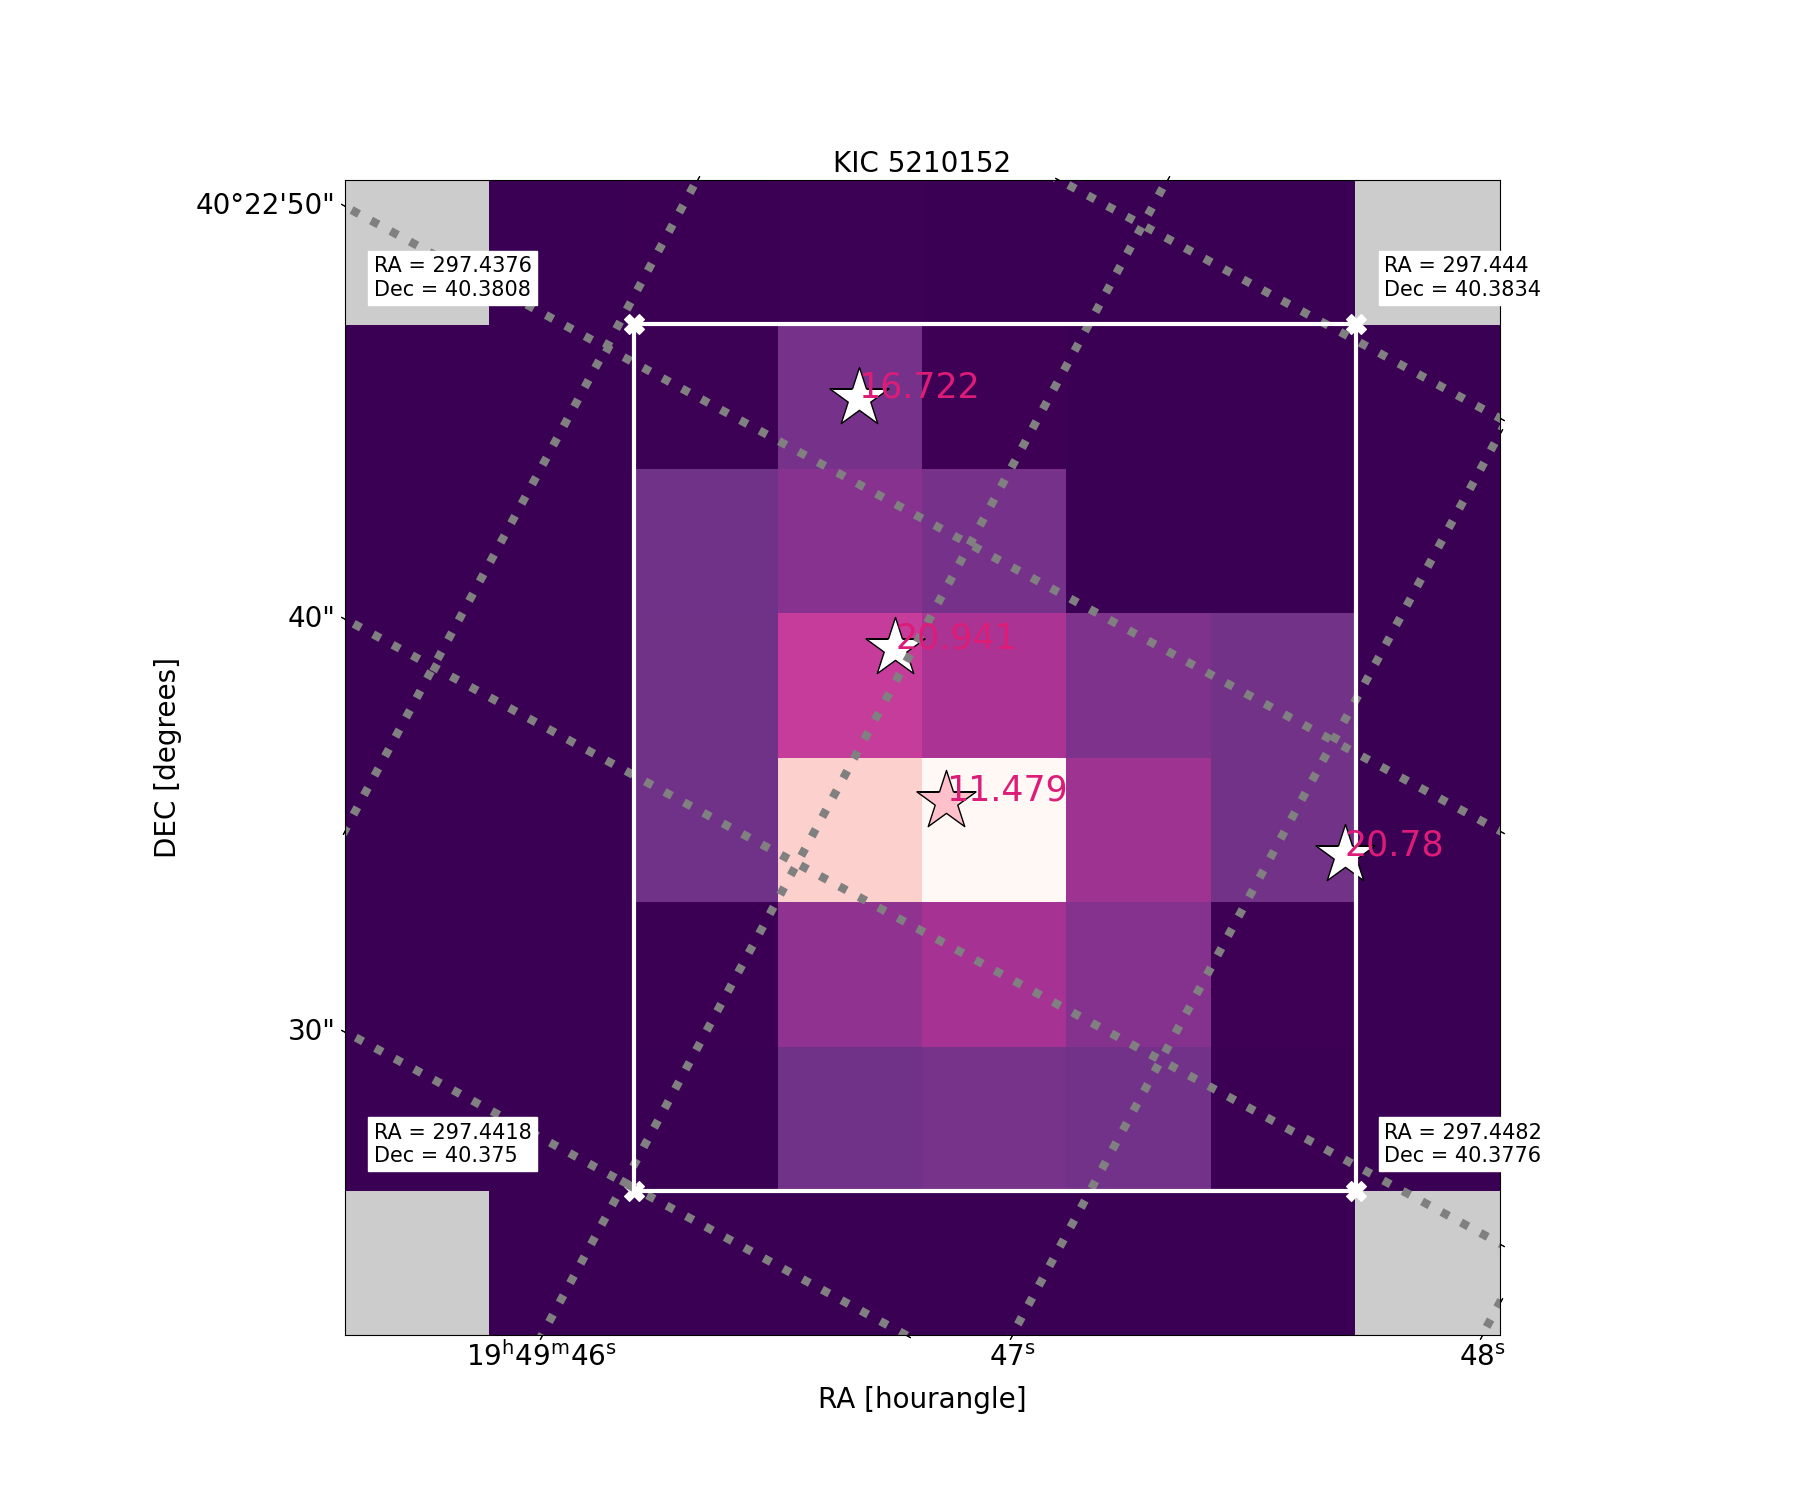 KIC 5210152
40°22'50"
RA = 297.4376
Dec = 40.3808
RA = 297.444
Dec = 40.3834
16.722
40"
20.941
11.479
20.78
DEC [degrees]
30"
RA = 297.4418
Dec = 40.375
RA = 297.4482
Dec = 40.3776
19ʰ49ᵐ46ˢ
47ˢ
48ˢ
RA [hourangle]